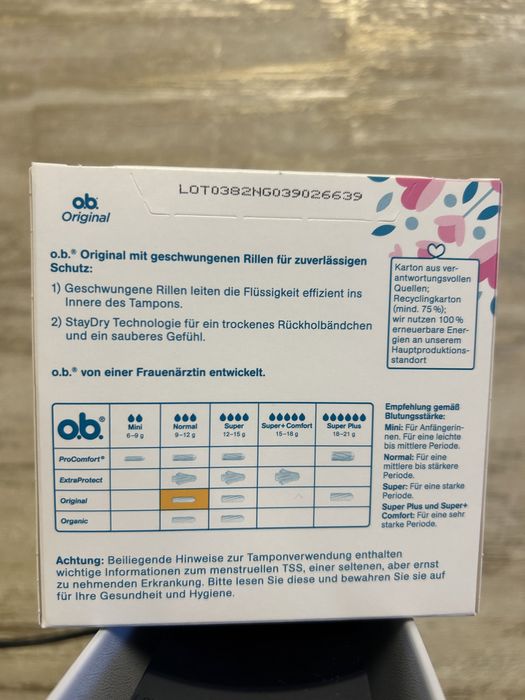 LOT0382NG039026639
o.b.
Original
o.b.® Original mit geschwungenen Rillen für zuverlässigen
Schutz:
1) Geschwungene Rillen leiten die Flüssigkeit effizient ins
Innere des Tampons.
2) StayDry Technologie für ein trockenes Rückholbändchen
und ein sauberes Gefühl.
o.b.® von einer Frauenärztin entwickelt.
Karton aus ver-
antwortungsvollen
Quellen;
Recyclingkarton
(mind. 75%);
wir nutzen 100%
erneuerbare Ener-
gien an unserem
Hauptproduktions-
standort
o.b.®
Mini
6–9 g
Normal
9–12 g
Super
12–15 g
Super+ Comfort
15–18 g
Super Plus
18–21 g
ProComfort®
ExtraProtect
Original
Organic
Empfehlung gemäß
Blutungsstärke:
Mini: Für Anfängerin-
nen. Für eine leichte
bis mittlere Periode.
Normal: Für eine
mittlere bis stärkere
Periode.
Super: Für eine starke
Periode.
Super Plus und Super+
Comfort: Für eine sehr
starke Periode.
Achtung: Beiliegende Hinweise zur Tamponverwendung enthalten
wichtige Informationen zum menstruellen TSS, einer seltenen, aber ernst
zu nehmenden Erkrankung. Bitte lesen Sie diese und bewahren Sie sie auf
für Ihre Gesundheit und Hygiene.